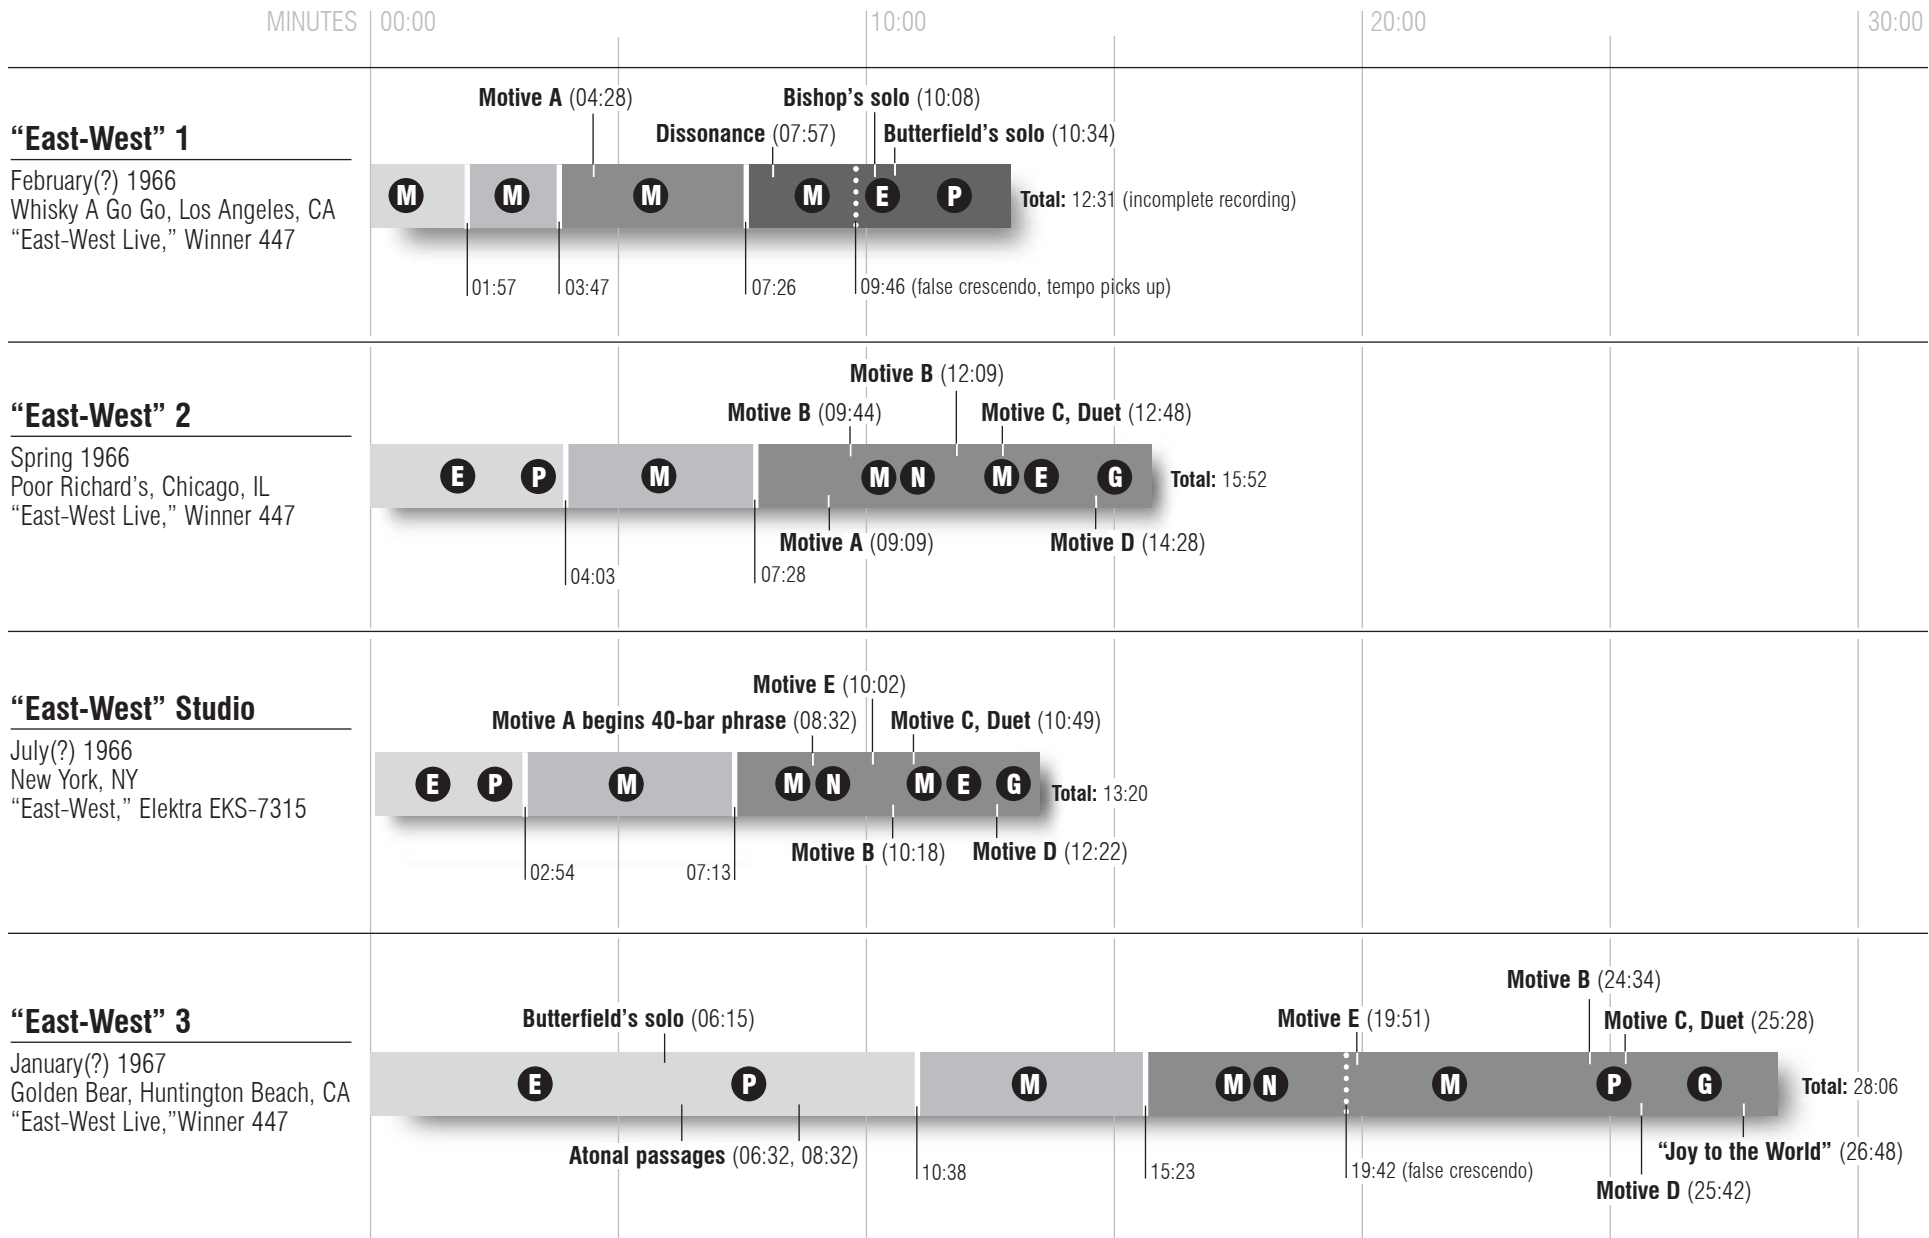 MINUTES 00:00 10:00 20:00 30:00
Motive A (04:28) Bishop’s solo (10:08)
Dissonance (07:57) Butterfield’s solo (10:34)
“East-West” 1
February(?) 1966
Whisky A Go Go, Los Angeles, CA
“East-West Live,” Winner 447
M M M M E P Total: 12:31 (incomplete recording)
01:57 03:47 07:26 09:46 (false crescendo, tempo picks up)
Motive B (12:09)
Motive B (09:44) Motive C, Duet (12:48)
“East-West” 2
Spring 1966
Poor Richard’s, Chicago, IL
“East-West Live,” Winner 447
E P M M N M E G Total: 15:52
Motive A (09:09) Motive D (14:28)
04:03 07:28
Motive E (10:02)
Motive A begins 40-bar phrase (08:32) Motive C, Duet (10:49)
“East-West” Studio
July(?) 1966
New York, NY
“East-West,” Elektra EKS-7315
E P M M N M E G Total: 13:20
Motive B (10:18) Motive D (12:22)
02:54 07:13
Motive B (24:34)
Butterfield’s solo (06:15) Motive E (19:51) Motive C, Duet (25:28)
“East-West” 3
January(?) 1967
Golden Bear, Huntington Beach, CA
“East-West Live,”Winner 447
E P M M N M P G Total: 28:06
Atonal passages (06:32, 08:32) “Joy to the World” (26:48)
10:38 15:23 19:42 (false crescendo)
Motive D (25:42)